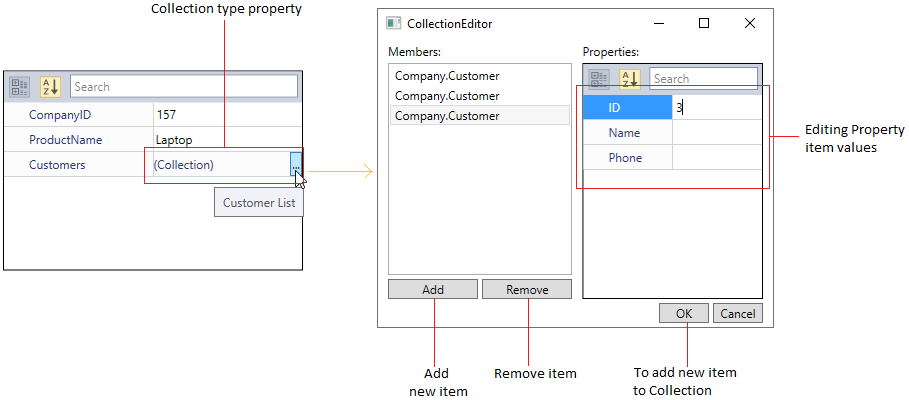 Collection type property
Search
CompanyID 157
ProductName Laptop
Customers (Collection) ...
Customer List
CollectionEditor
Members:
Company.Customer
Company.Customer
Company.Customer
Add Remove
Properties:
Search
ID 3
Name
Phone
OK Cancel
Editing Property
item values
Add
new item
Remove item
To add new item
to Collection